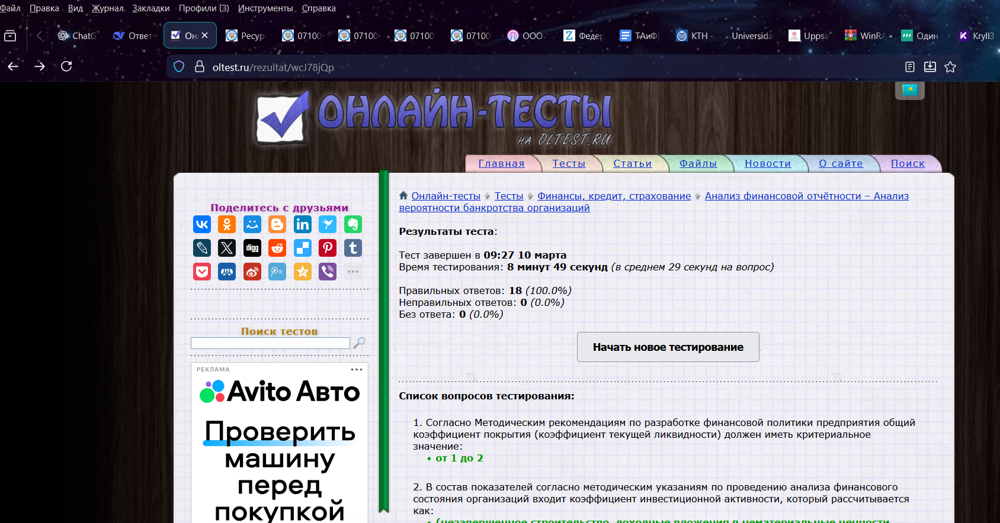 Файл Правка Вид Журнал Закладки Профили (3) Инструменты Справка
ChatG Ответ Он Ресур 07100 07100 07100 07100 ООО Федер ТАиФ КТН - Universida Uppsa WinRA Один Kryll3
oltest.ru/rezultat/wcJ78jQp
ОНЛАЙН-ТЕСТЫ
НА OLTEST.RU
Главная Тесты Статьи Файлы Новости О сайте Поиск
Поделитесь с друзьями
digg
Поиск тестов
РЕКЛАМА
Avito Авто
Проверить
машину
перед
покупкой
Онлайн-тесты Тесты Финансы, кредит, страхование Анализ финансовой отчётности – Анализ
вероятности банкротства организаций
Результаты теста:
Тест завершен в 09:27 10 марта
Время тестирования: 8 минут 49 секунд (в среднем 29 секунд на вопрос)
Правильных ответов: 18 (100.0%)
Неправильных ответов: 0 (0.0%)
Без ответа: 0 (0.0%)
Начать новое тестирование
Список вопросов тестирования:
1. Согласно Методическим рекомендациям по разработке финансовой политики предприятия общий
коэффициент покрытия (коэффициент текущей ликвидности) должен иметь критериальное
значение:
• от 1 до 2
2. В состав показателей согласно методическим указаниям по проведению анализа финансового
состояния организаций входит коэффициент инвестиционной активности, который рассчитывается
как:
• (незавершенное строительство, доходные вложения в нематериальные ценности,